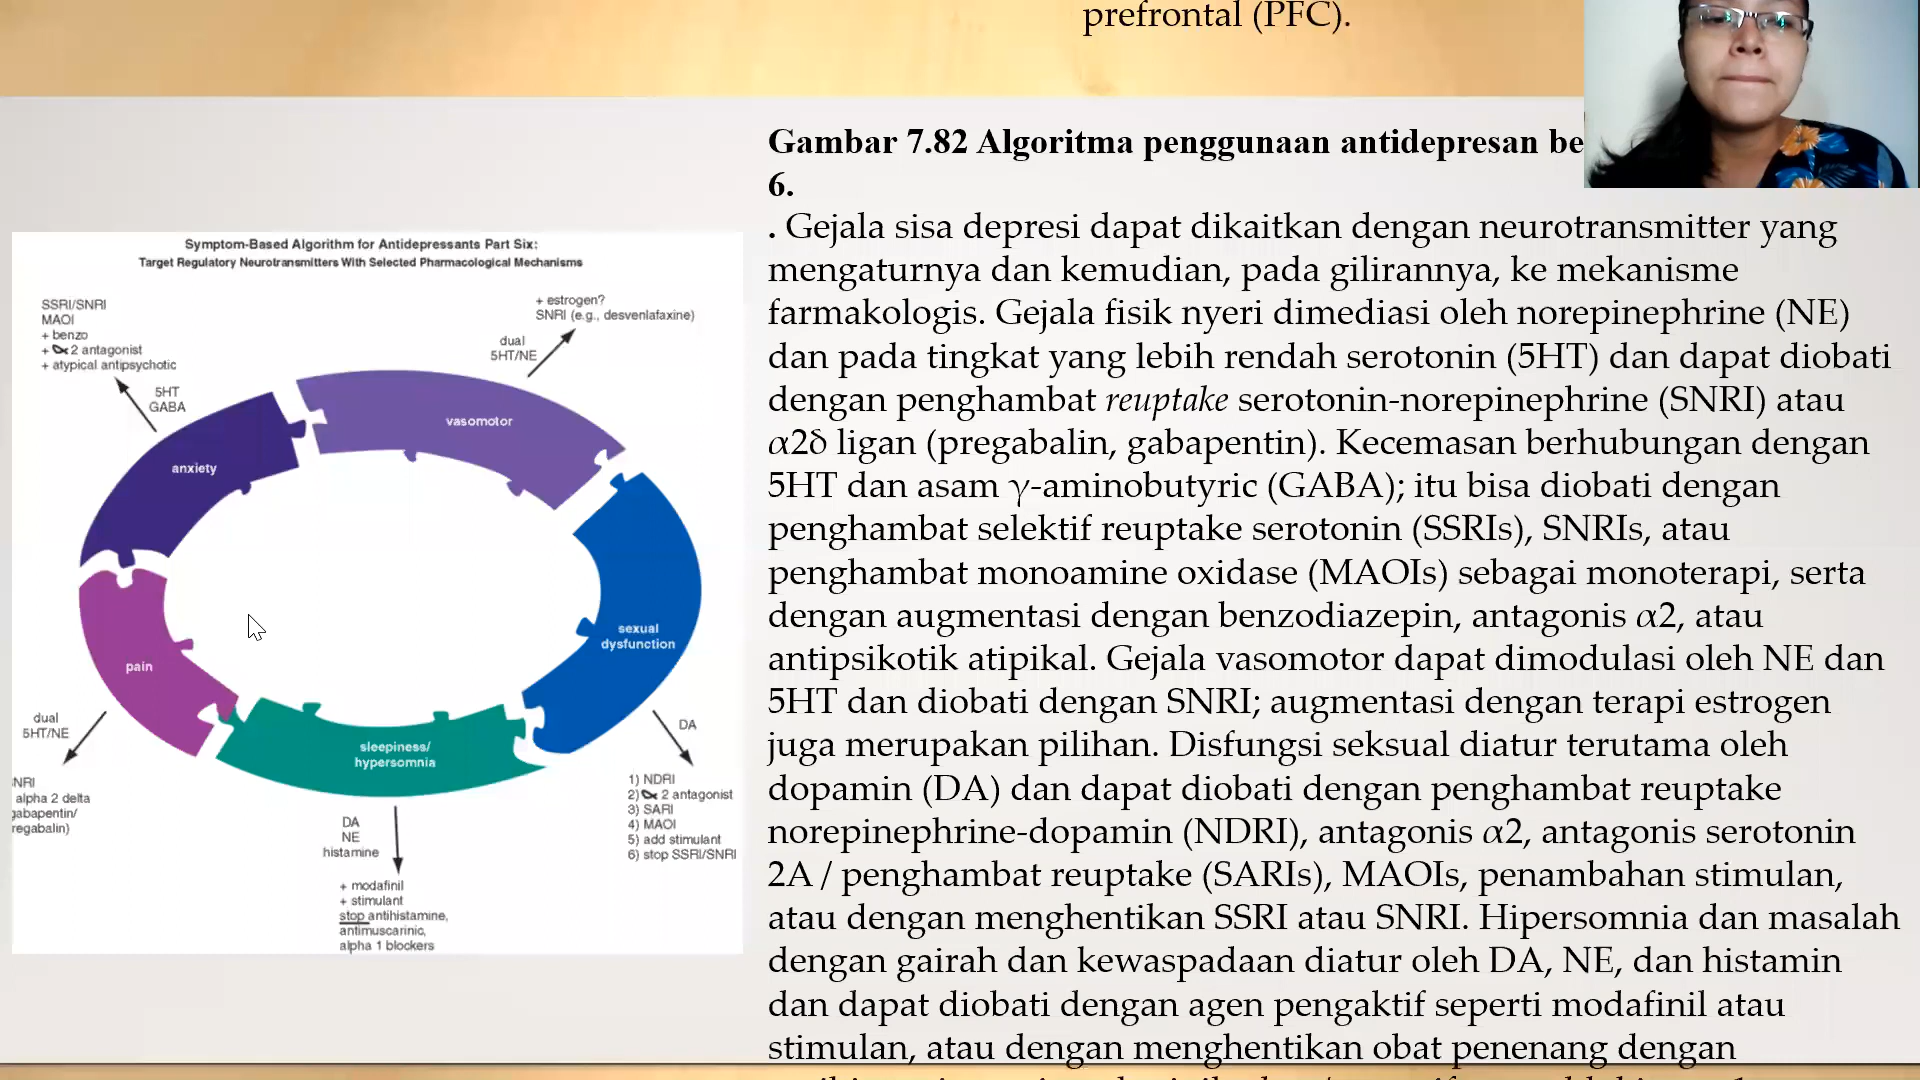 prefrontal (PFC).
Gambar 7.82 Algoritma penggunaan antidepresan
6.
. Gejala sisa depresi dapat dikaitkan dengan neurotransmitter yang
mengaturnya dan kemudian, pada gilirannya, ke mekanisme
farmakologis. Gejala fisik nyeri dimediasi oleh norepinephrine (NE)
dan pada tingkat yang lebih rendah serotonin (5HT) dan dapat diobati
dengan penghambat reuptake serotonin-norepinephrine (SNRI) atau
α2δ ligan (pregabalin, gabapentin). Kecemasan berhubungan dengan
5HT dan asam γ-aminobutyric (GABA); itu bisa diobati dengan
penghambat selektif reuptake serotonin (SSRIs), SNRIs, atau
penghambat monoamine oxidase (MAOIs) sebagai monoterapi, serta
dengan augmentasi dengan benzodiazepin, antagonis α2, atau
antipsikotik atipikal. Gejala vasomotor dapat dimodulasi oleh NE dan
5HT dan diobati dengan SNRI; augmentasi dengan terapi estrogen
juga merupakan pilihan. Disfungsi seksual diatur terutama oleh
dopamin (DA) dan dapat diobati dengan penghambat reuptake
norepinephrine-dopamin (NDRI), antagonis α2, antagonis serotonin
2A / penghambat reuptake (SARIs), MAOIs, penambahan stimulan,
atau dengan menghentikan SSRI atau SNRI. Hipersomnia dan masalah
dengan gairah dan kewaspadaan diatur oleh DA, NE, dan histamin
dan dapat diobati dengan agen pengaktif seperti modafinil atau
stimulan, atau dengan menghentikan obat penenang dengan
Symptom-Based Algorithm for Antidepressants Part Six:
Target Regulatory Neurotransmitters With Selected Pharmacological Mechanisms
SSRI/SNRI
MAOI
+ benzo
+ α 2 antagonist
+ atypical antipsychotic
5HT
GABA
+ estrogen?
SNRI (e.g., desvenlafaxine)
dual
5HT/NE
anxiety
vasomotor
sexual
dysfunction
pain
sleepiness/
hypersomnia
dual
5HT/NE
NRI
alpha 2 delta
gabapentin/
regabalin)
DA
NE
histamine
+ modafinil
+ stimulant
stop antihistamine,
antimuscarinic,
alpha 1 blockers
DA
1) NDRI
2) α 2 antagonist
3) SARI
4) MAOI
5) add stimulant
6) stop SSRI/SNRI